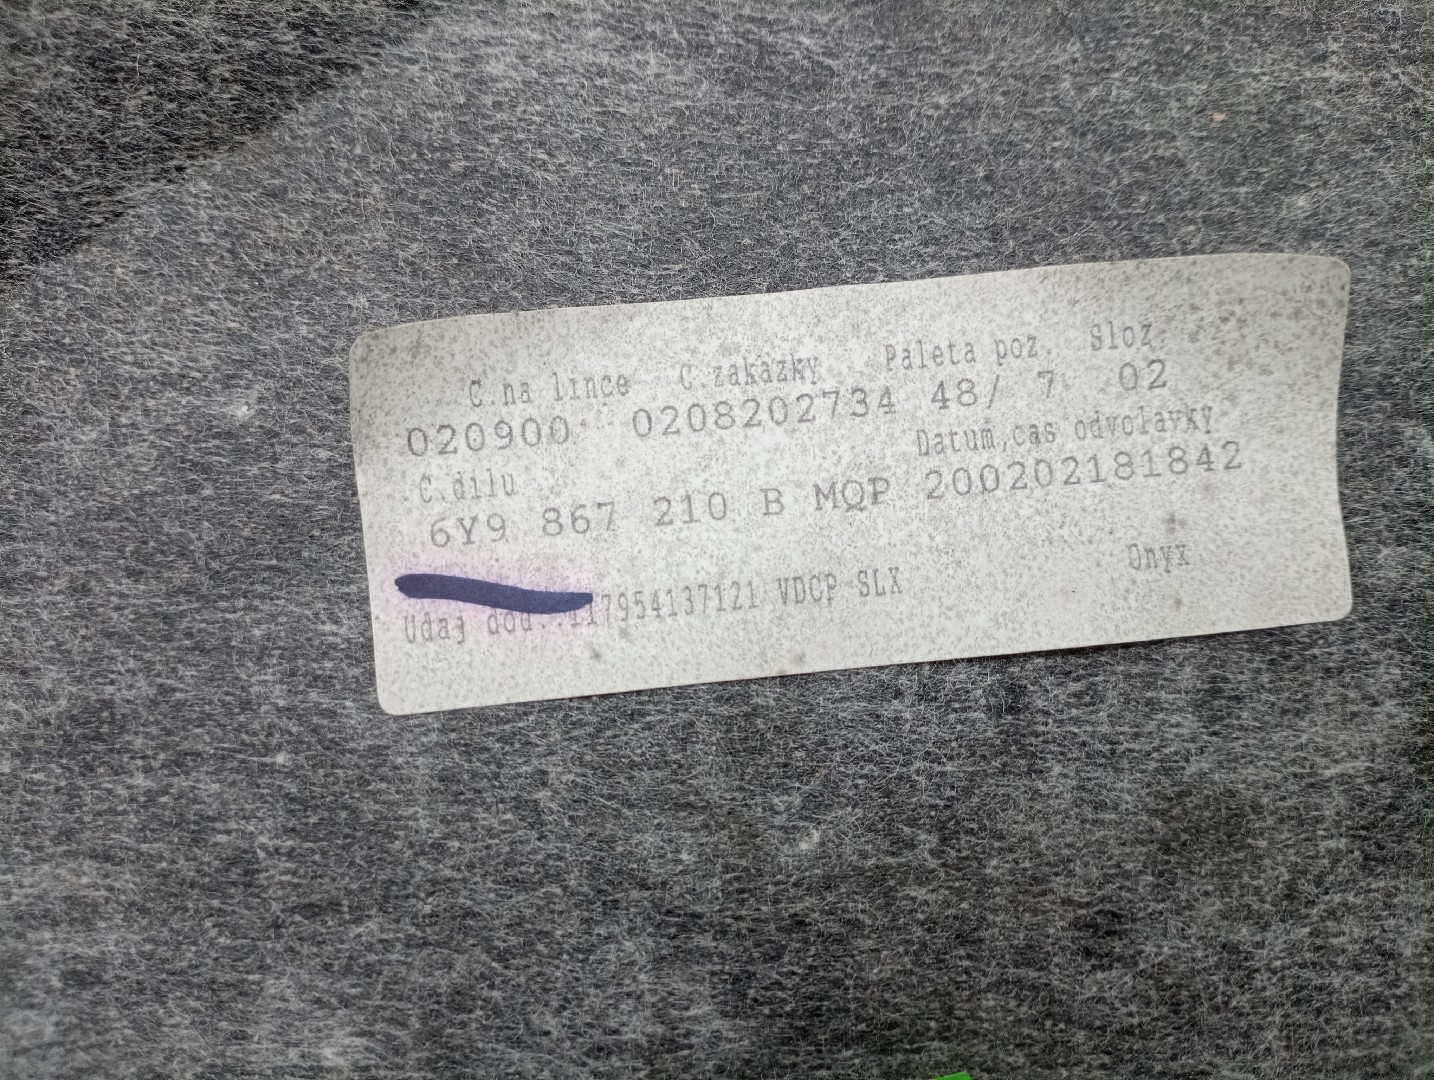 C.na lince C.zakazky Paleta poz. Sloz.
020900 0208202734 48/ 7 02
C.dilu Datum,cas odvolavky
6Y9 867 210 B MQP 200202181842
Onyx
Udaj dod. 117954137121 VDCP SLX